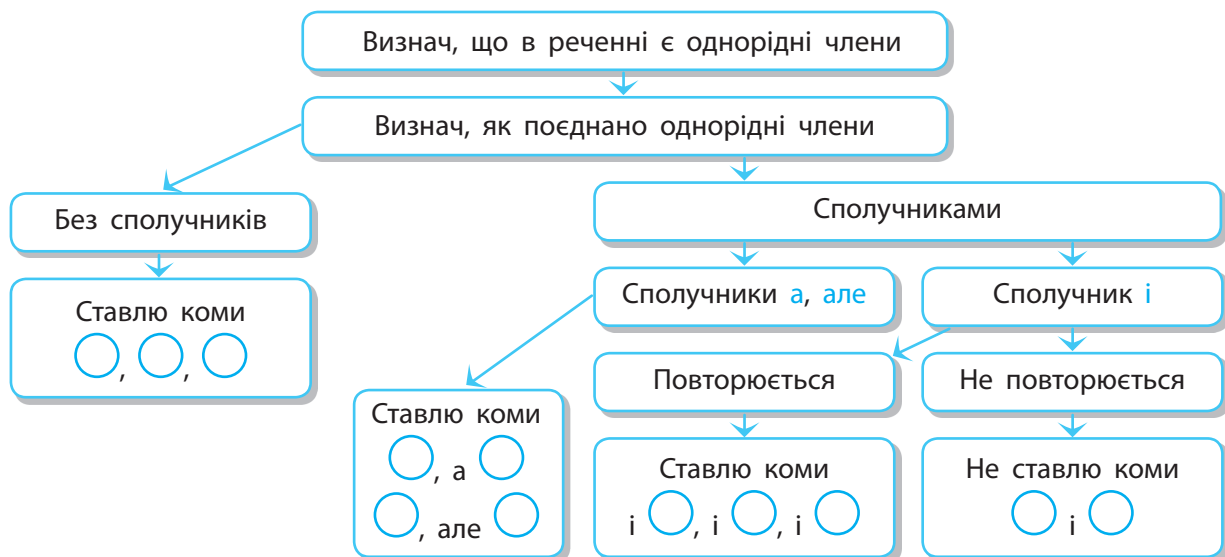 Визнач, що в реченні є однорідні члени
Визнач, як поєднано однорідні члени
Без сполучників
Сполучниками
Ставлю коми
, ,
Сполучники а, але
Сполучник і
Ставлю коми
, а
, але
Повторюється
Не повторюється
Ставлю коми
і , і , і
Не ставлю коми
і